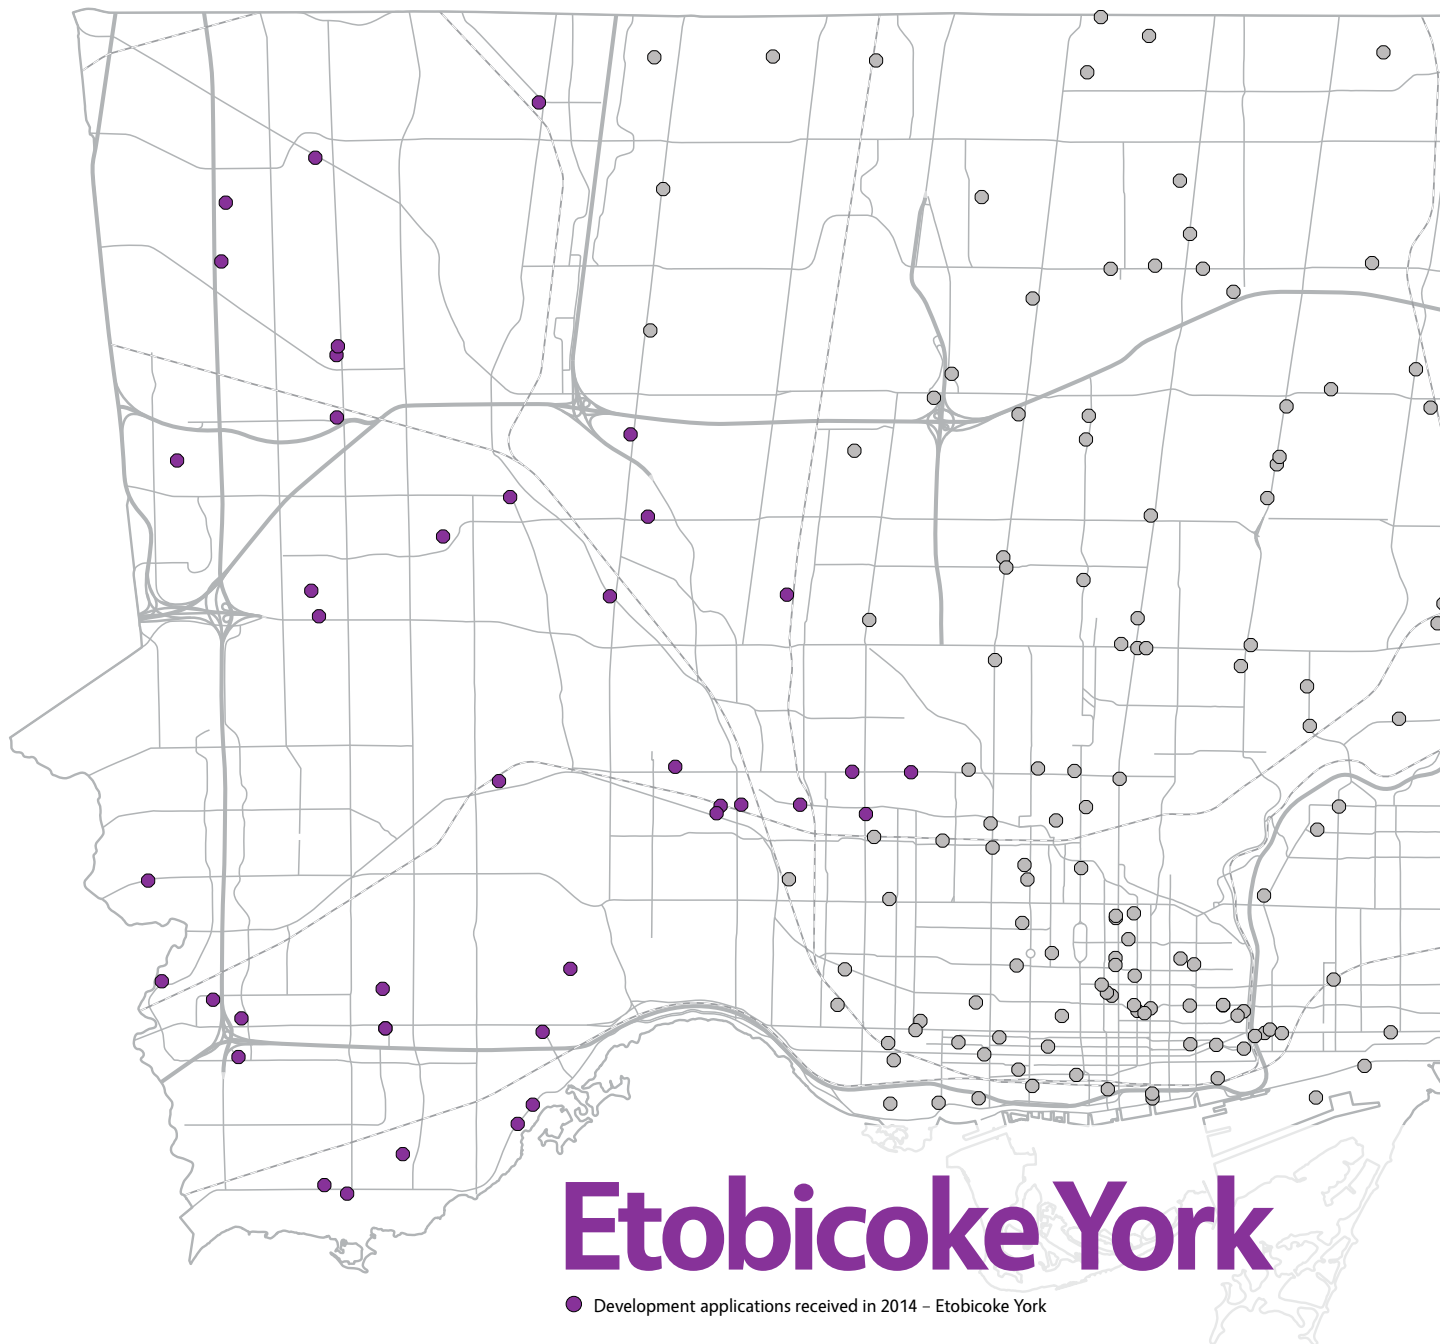 Etobicoke York
Development applications received in 2014 – Etobicoke York